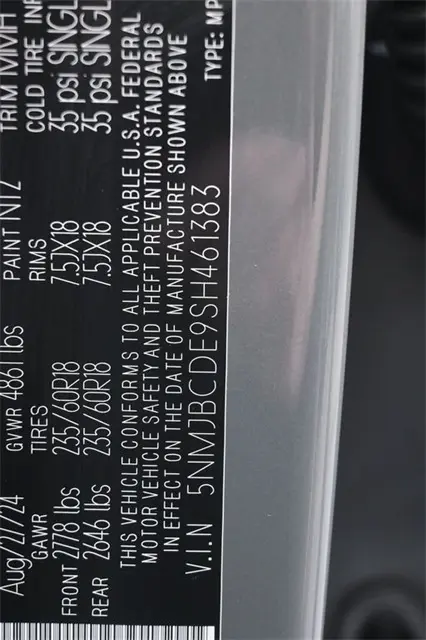 Aug/27/24 GVWR 4861 lbs PAINT NTZ TRIM MMH
GAWR TIRES RIMS COLD TIRE
FRONT 2778 lbs 235/60R18 7.5JX18 35 psi SINGL
REAR 2646 lbs 235/60R18 7.5JX18 35 psi SINGL
THIS VEHICLE CONFORMS TO ALL APPLICABLE U.S.A. FEDERAL
MOTOR VEHICLE SAFETY AND THEFT PREVENTION STANDARDS
IN EFFECT ON THE DATE OF MANUFACTURE SHOWN ABOVE
V.I.N 5NMJBCDE9SH461383 TYPE: MP